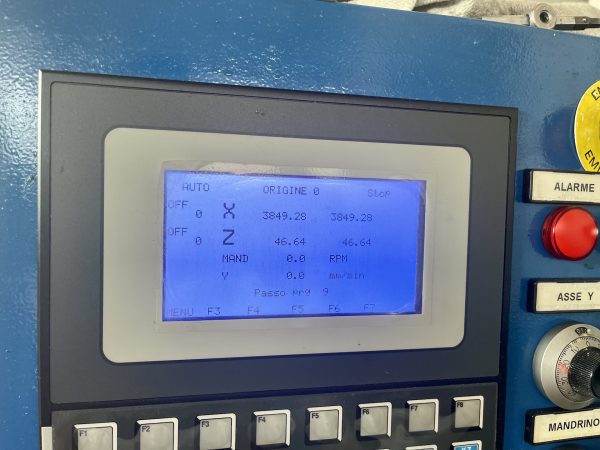 AUTO ORIGINE 0 Stop
OFF
0 X 3849.28 3849.28
OFF
0 Z 46.64 46.64
MAND 0.0 RPM
V 0.0 mm/min
Passo Pr0 9
MENU F3 F4 F5 F6 F7
F1 F2 F3 F4 F5 F6 F7 F8
ALARME
ASSE Y
MANDRINO